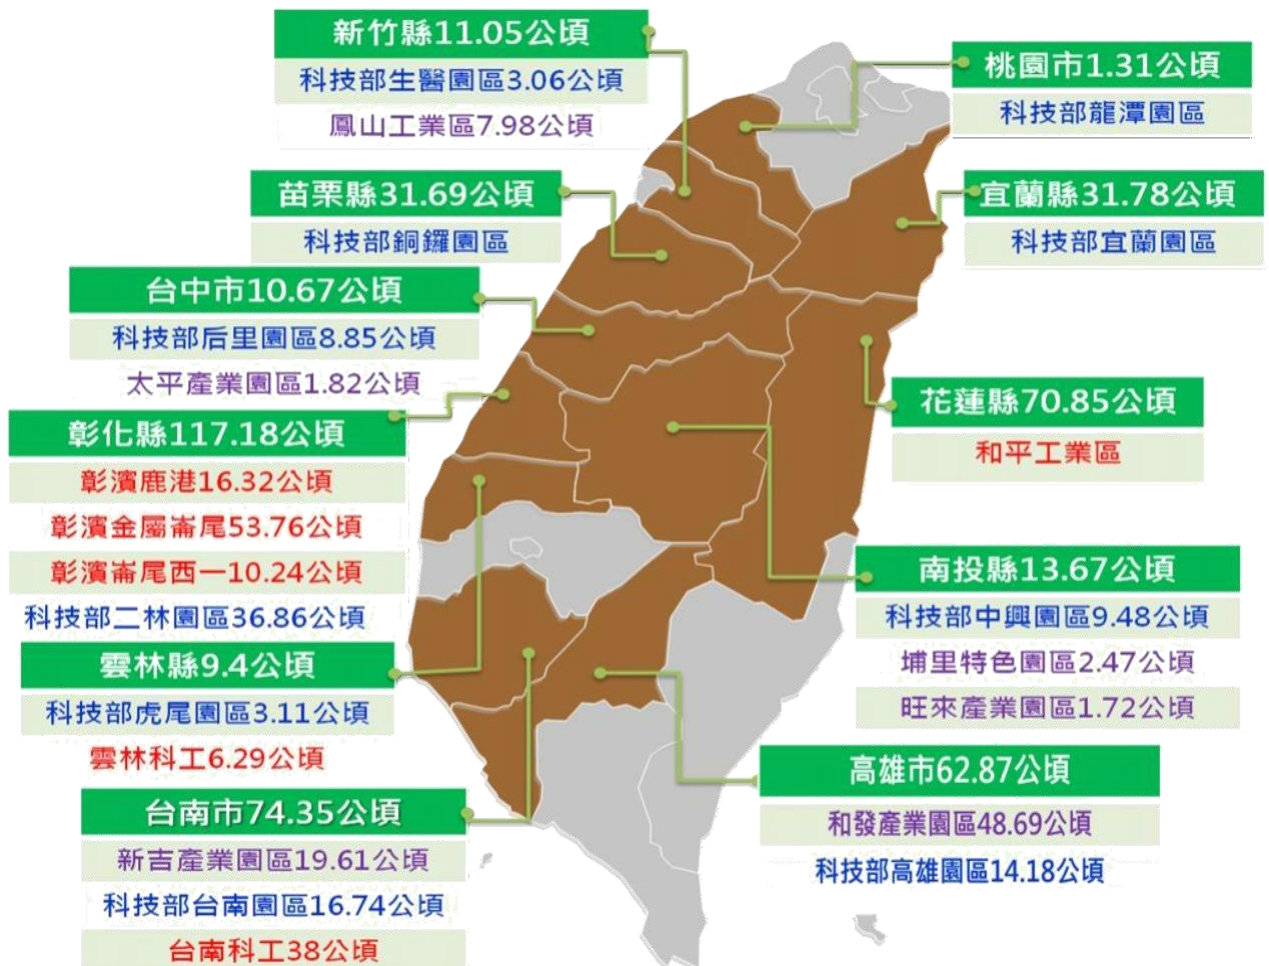 新竹縣11.05公頃
科技部生醫園區3.06公頃
鳳山工業區7.98公頃
桃園市1.31公頃
科技部龍潭園區
苗栗縣31.69公頃
科技部銅鑼園區
宜蘭縣31.78公頃
科技部宜蘭園區
台中市10.67公頃
科技部后里園區8.85公頃
太平產業園區1.82公頃
彰化縣117.18公頃
彰濱鹿港16.32公頃
彰濱金屬崙尾53.76公頃
彰濱崙尾西一10.24公頃
科技部二林園區36.86公頃
花蓮縣70.85公頃
和平工業區
雲林縣9.4公頃
科技部虎尾園區3.11公頃
雲林科工6.29公頃
南投縣13.67公頃
科技部中興園區9.48公頃
埔里特色園區2.47公頃
旺來產業園區1.72公頃
台南市74.35公頃
新吉產業園區19.61公頃
科技部台南園區16.74公頃
台南科工38公頃
高雄市62.87公頃
和發產業園區48.69公頃
科技部高雄園區14.18公頃